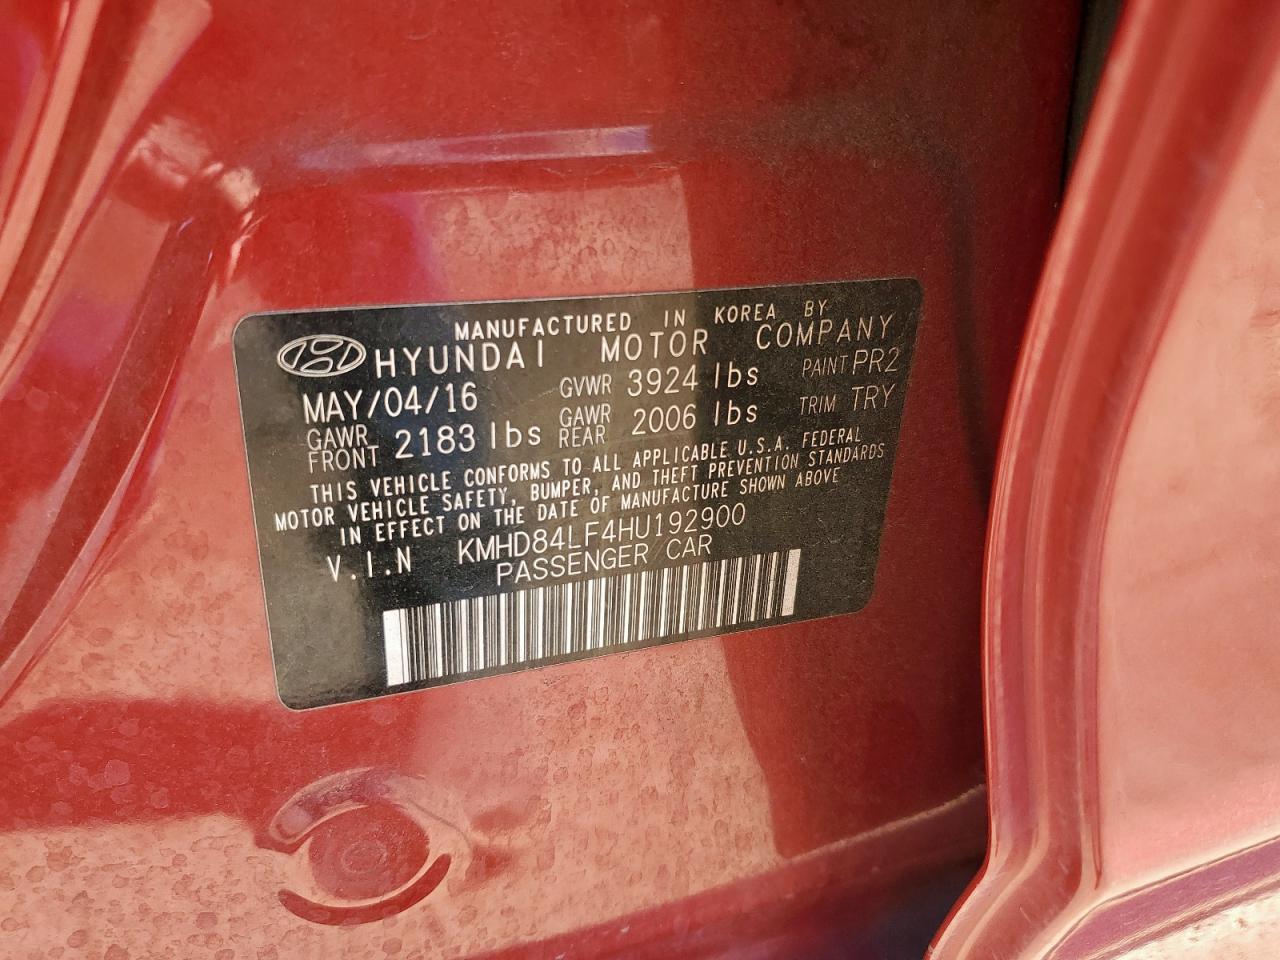 MANUFACTURED IN KOREA BY
HYUNDAI MOTOR COMPANY
MAY/04/16 GVWR 3924 lbs PAINT PR2
GAWR FRONT 2183 lbs GAWR REAR 2006 lbs TRIM TRY
THIS VEHICLE CONFORMS TO ALL APPLICABLE U.S.A. FEDERAL
MOTOR VEHICLE SAFETY, BUMPER, AND THEFT PREVENTION STANDARDS
IN EFFECT ON THE DATE OF MANUFACTURE SHOWN ABOVE
V.I.N KMHD84LF4HU192900
PASSENGER CAR